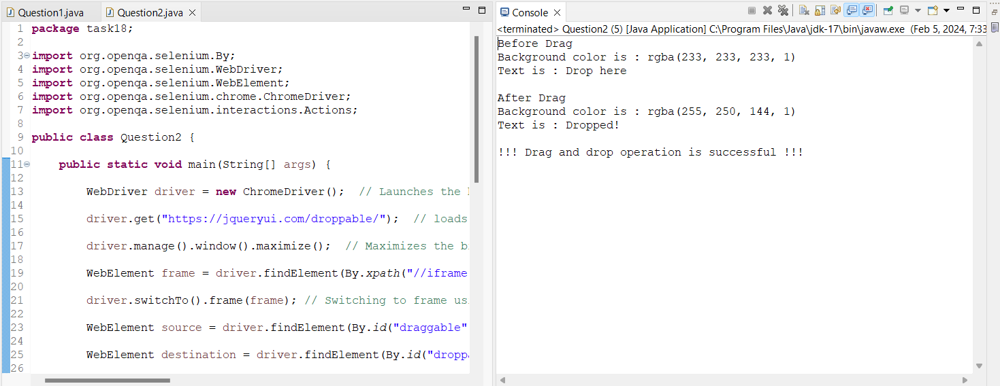 Question1.java Question2.java
1 package task18;
2
3 import org.openqa.selenium.By;
4 import org.openqa.selenium.WebDriver;
5 import org.openqa.selenium.WebElement;
6 import org.openqa.selenium.chrome.ChromeDriver;
7 import org.openqa.selenium.interactions.Actions;
8
9 public class Question2 {
10
11 public static void main(String[] args) {
12
13 WebDriver driver = new ChromeDriver(); // Launches the
14
15 driver.get("https://jqueryui.com/droppable/"); // loads
16
17 driver.manage().window().maximize(); // Maximizes the
18
19 WebElement frame = driver.findElement(By.xpath("//iframe
20
21 driver.switchTo().frame(frame); // Switching to frame
22
23 WebElement source = driver.findElement(By.id("draggable"
24
25 WebElement destination = driver.findElement(By.id("dropp
26
Console
<terminated> Question2 (5) [Java Application] C:\Program Files\Java\jdk-17\bin\javaw.exe (Feb 5, 2024, 7:33
Before Drag
Background color is : rgba(233, 233, 233, 1)
Text is : Drop here
After Drag
Background color is : rgba(255, 250, 144, 1)
Text is : Dropped!
!!! Drag and drop operation is successful !!!